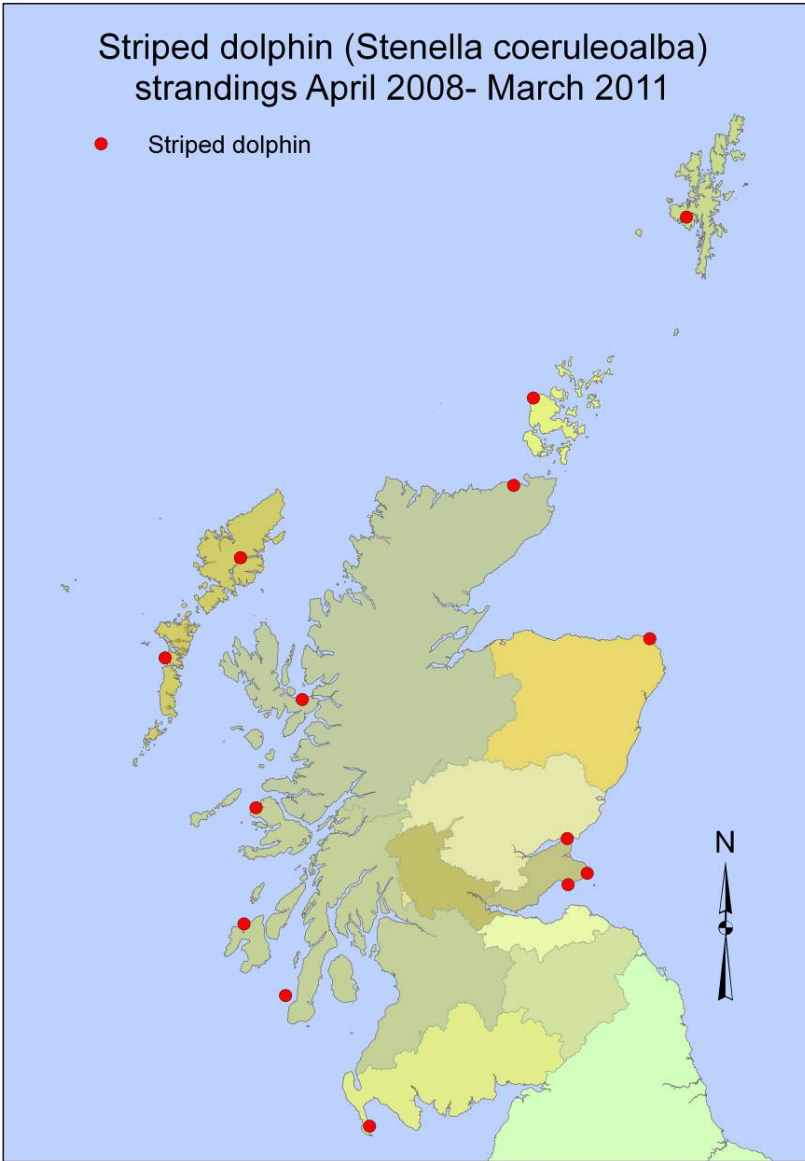 Striped dolphin (Stenella coeruleoalba)
strandings April 2008- March 2011
Striped dolphin
N